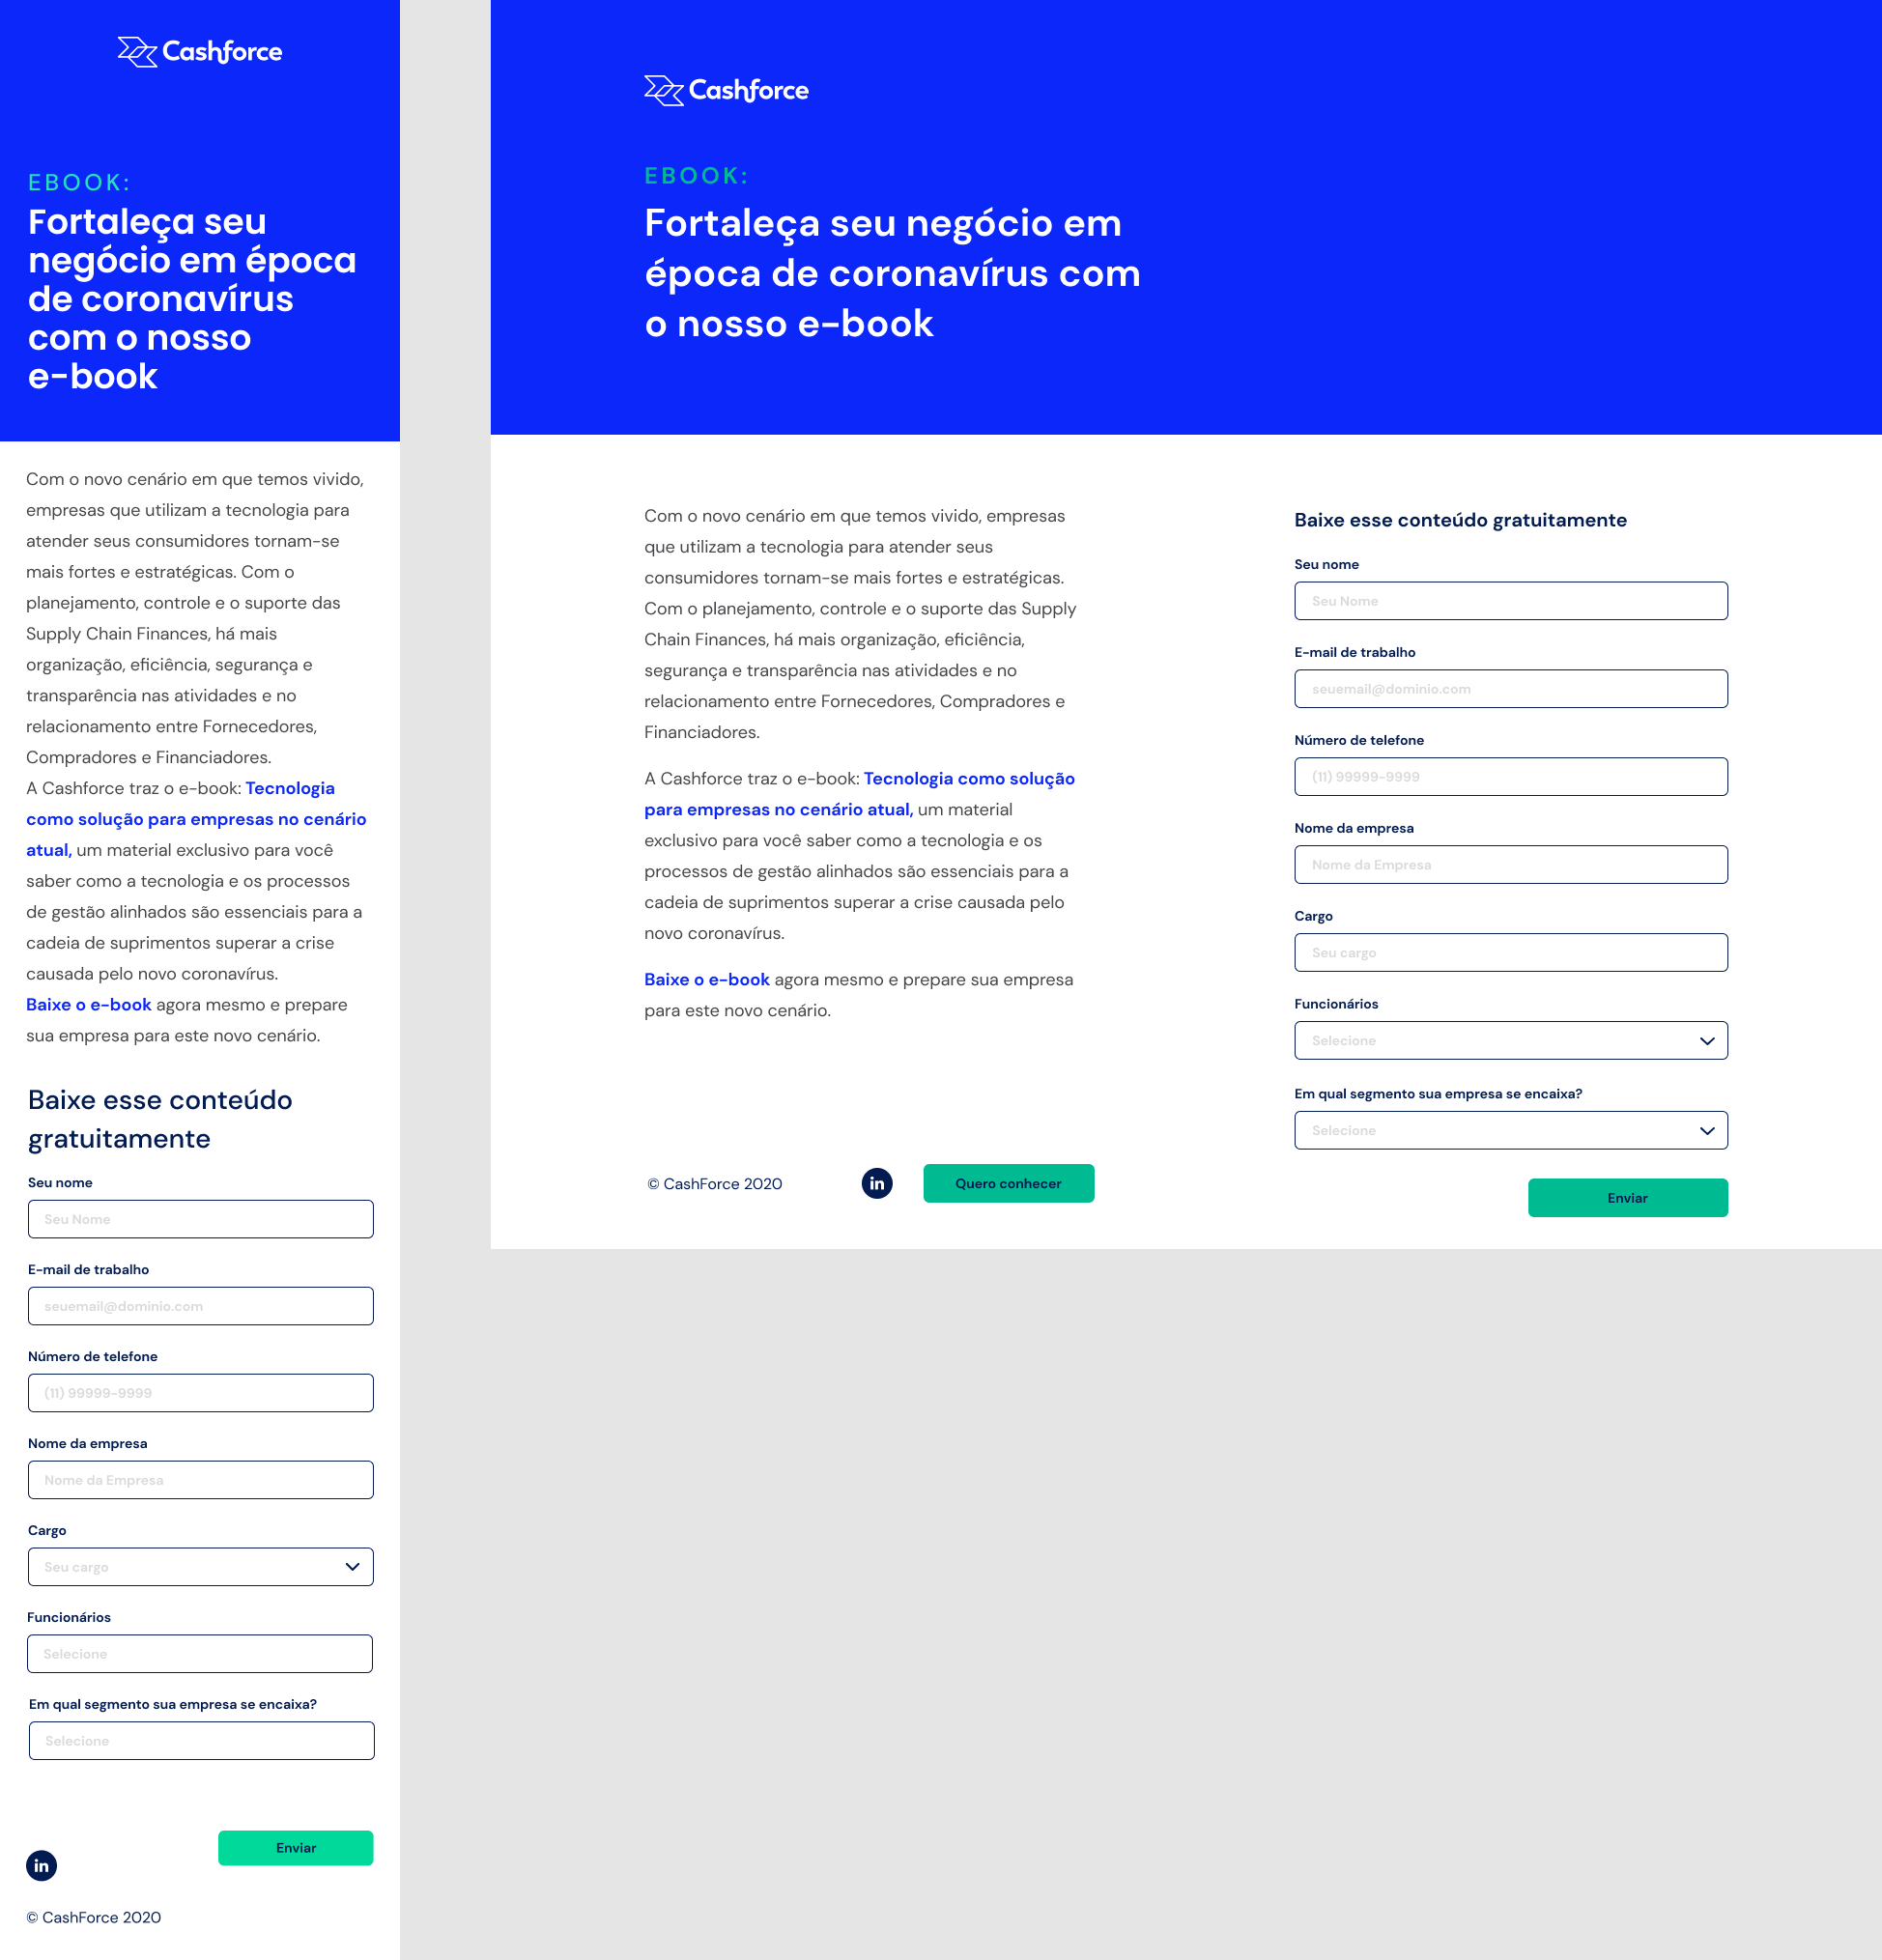 Cashforce
EBOOK:
Fortaleça seu
negócio em época
de coronavírus
com o nosso
e-book
Com o novo cenário em que temos vivido,
empresas que utilizam a tecnologia para
atender seus consumidores tornam-se
mais fortes e estratégicas. Com o
planejamento, controle e o suporte das
Supply Chain Finances, há mais
organização, eficiência, segurança e
transparência nas atividades e no
relacionamento entre Fornecedores,
Compradores e Financiadores.
A Cashforce traz o e-book: Tecnologia
como solução para empresas no cenário
atual, um material exclusivo para você
saber como a tecnologia e os processos
de gestão alinhados são essenciais para a
cadeia de suprimentos superar a crise
causada pelo novo coronavírus.
Baixe o e-book agora mesmo e prepare
sua empresa para este novo cenário.
Baixe esse conteúdo
gratuitamente
Seu nome
Seu Nome
E-mail de trabalho
seuemail@dominio.com
Número de telefone
(11) 99999-9999
Nome da empresa
Nome da Empresa
Cargo
Seu cargo
Funcionários
Selecione
Em qual segmento sua empresa se encaixa?
Selecione
Enviar
in
© CashForce 2020
Cashforce
EBOOK:
Fortaleça seu negócio em
época de coronavírus com
o nosso e-book
Com o novo cenário em que temos vivido, empresas
que utilizam a tecnologia para atender seus
consumidores tornam-se mais fortes e estratégicas.
Com o planejamento, controle e o suporte das Supply
Chain Finances, há mais organização, eficiência,
segurança e transparência nas atividades e no
relacionamento entre Fornecedores, Compradores e
Financiadores.
A Cashforce traz o e-book: Tecnologia como solução
para empresas no cenário atual, um material
exclusivo para você saber como a tecnologia e os
processos de gestão alinhados são essenciais para a
cadeia de suprimentos superar a crise causada pelo
novo coronavírus.
Baixe o e-book agora mesmo e prepare sua empresa
para este novo cenário.
© CashForce 2020
in
Quero conhecer
Baixe esse conteúdo gratuitamente
Seu nome
Seu Nome
E-mail de trabalho
seuemail@dominio.com
Número de telefone
(11) 99999-9999
Nome da empresa
Nome da Empresa
Cargo
Seu cargo
Funcionários
Selecione
Em qual segmento sua empresa se encaixa?
Selecione
Enviar